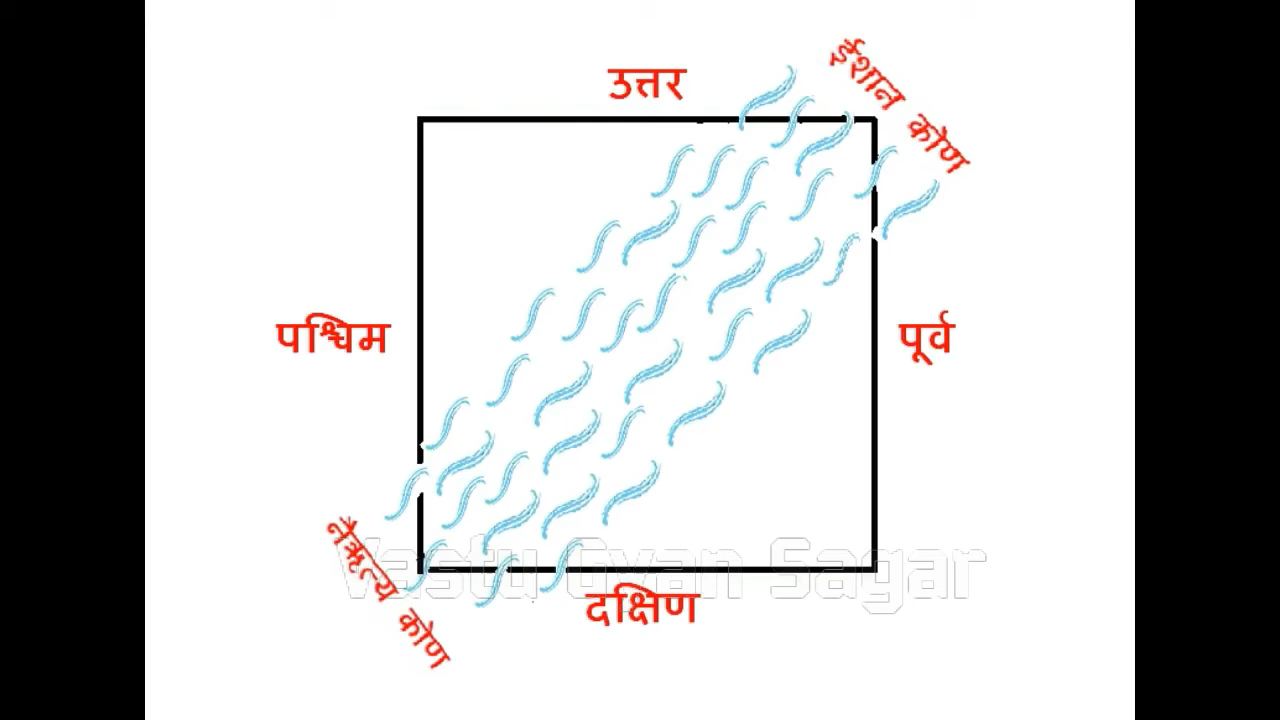 उत्तर
ईशान कोण
पश्चिम
पूर्व
नैऋत्य कोण
Vastu Gyan Sagar
दक्षिण